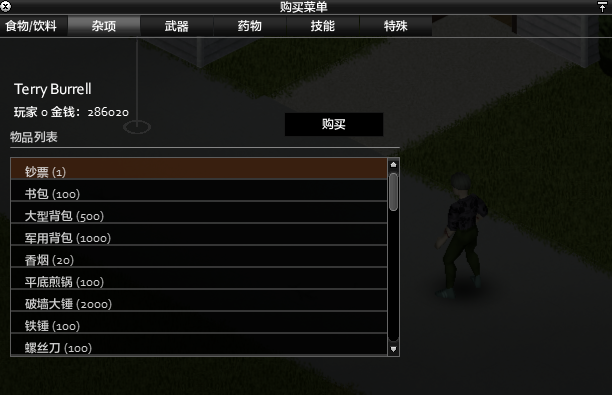 购买菜单
食物/饮料 杂项 武器 药物 技能 特殊
Terry Burrell
玩家 0 金钱：286020
购买
物品列表
钞票 (1)
书包 (100)
大型背包 (500)
军用背包 (1000)
香烟 (20)
平底煎锅 (100)
破墙大锤 (2000)
铁锤 (100)
螺丝刀 (100)